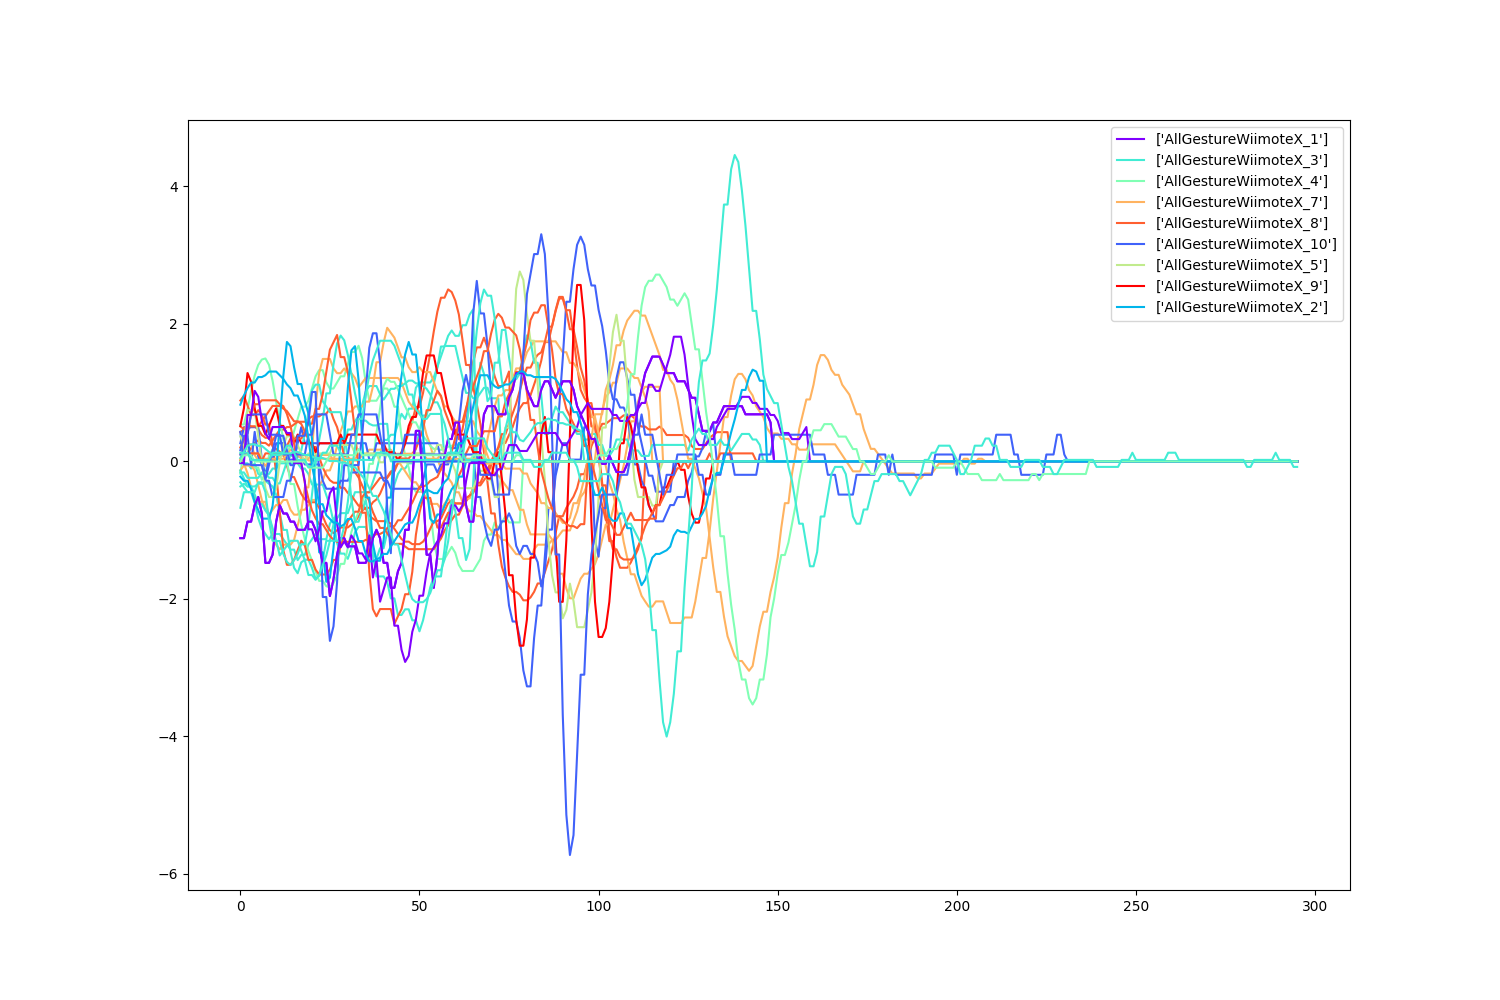 ['AllGestureWiimoteX_1']
['AllGestureWiimoteX_3']
['AllGestureWiimoteX_4']
['AllGestureWiimoteX_7']
['AllGestureWiimoteX_8']
['AllGestureWiimoteX_10']
['AllGestureWiimoteX_5']
['AllGestureWiimoteX_9']
['AllGestureWiimoteX_2']
4
2
0
−2
−4
−6
0 50 100 150 200 250 300